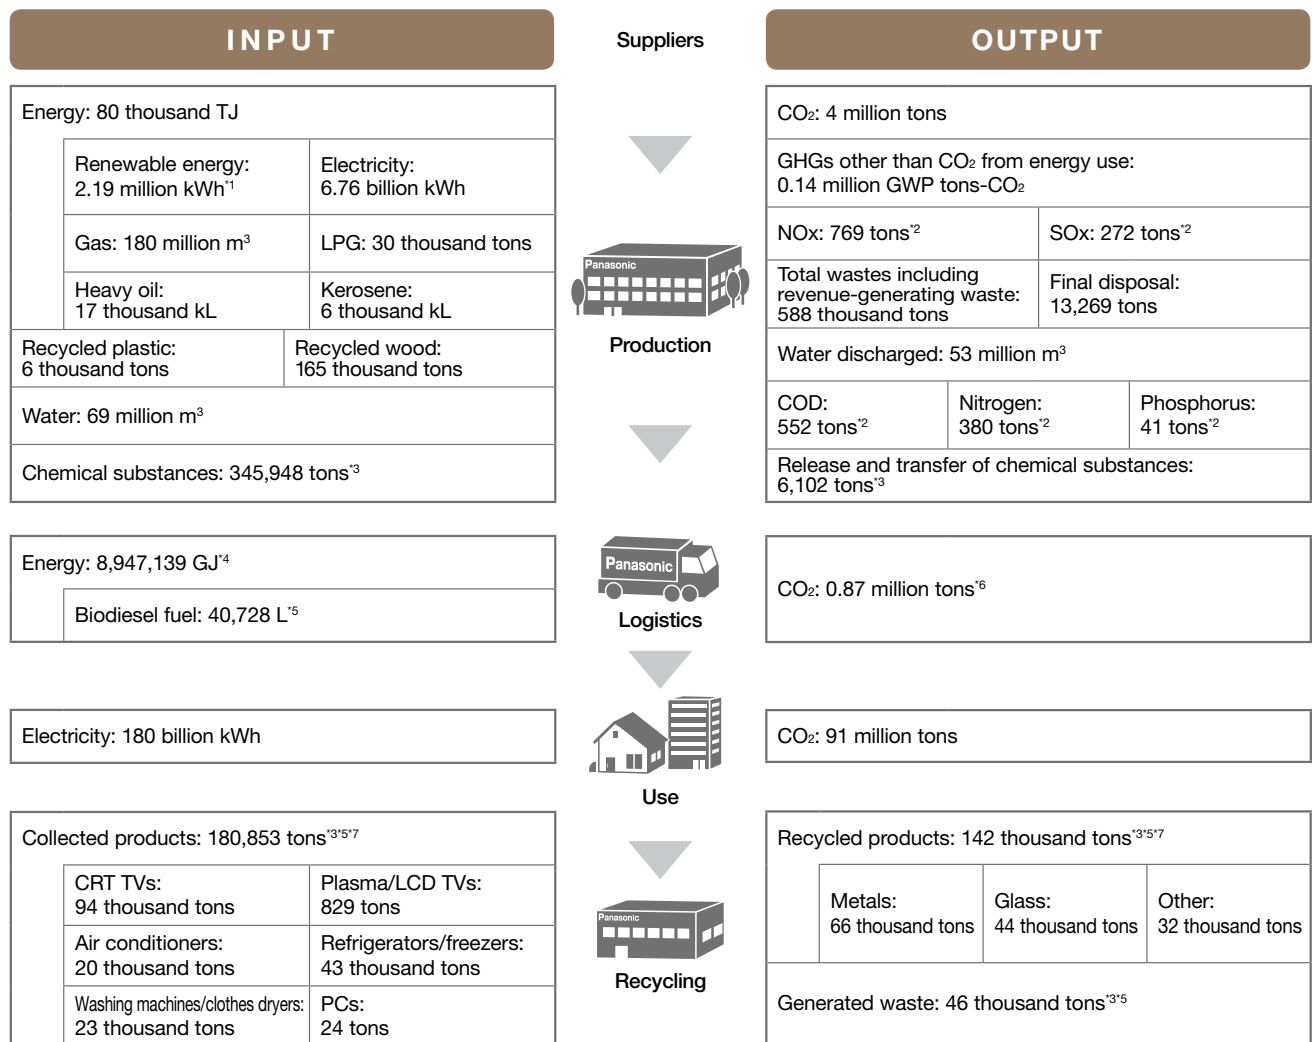 INPUT
Suppliers
OUTPUT
Energy: 80 thousand TJ
Renewable energy:
2.19 million kWh*1
Electricity:
6.76 billion kWh
Gas: 180 million m3
LPG: 30 thousand tons
Heavy oil:
17 thousand kL
Kerosene:
6 thousand kL
Recycled plastic:
6 thousand tons
Recycled wood:
165 thousand tons
Water: 69 million m3
Chemical substances: 345,948 tons*3
Panasonic
Production
CO2: 4 million tons
GHGs other than CO2 from energy use:
0.14 million GWP tons-CO2
NOx: 769 tons*2
SOx: 272 tons*2
Total wastes including
revenue-generating waste:
588 thousand tons
Final disposal:
13,269 tons
Water discharged: 53 million m3
COD:
552 tons*2
Nitrogen:
380 tons*2
Phosphorus:
41 tons*2
Release and transfer of chemical substances:
6,102 tons*3
Energy: 8,947,139 GJ*4
Biodiesel fuel: 40,728 L*5
Panasonic
Logistics
CO2: 0.87 million tons*6
Electricity: 180 billion kWh
Use
CO2: 91 million tons
Collected products: 180,853 tons*3*5*7
CRT TVs:
94 thousand tons
Plasma/LCD TVs:
829 tons
Air conditioners:
20 thousand tons
Refrigerators/freezers:
43 thousand tons
Washing machines/clothes dryers:
23 thousand tons
PCs:
24 tons
Panasonic
Recycling
Recycled products: 142 thousand tons*3*5*7
Metals:
66 thousand tons
Glass:
44 thousand tons
Other:
32 thousand tons
Generated waste: 46 thousand tons*3*5